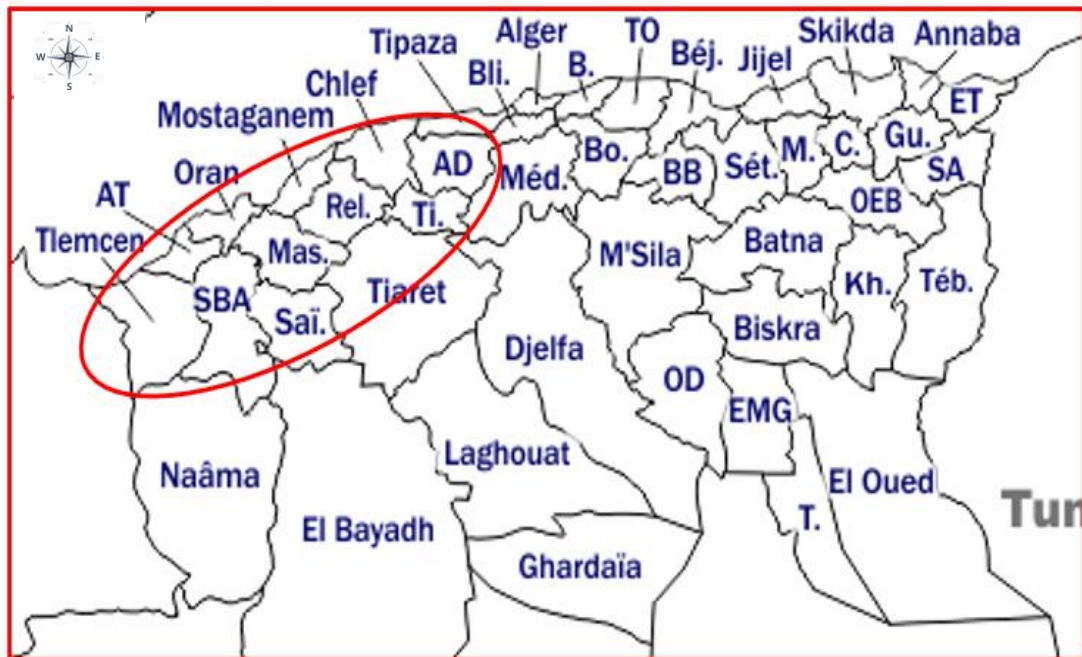 N
W E
S
Alger
TO
Skikda
Annaba
Tipaza
Bli.
B.
Béj.
Jijel
Chlef
ET
Mostaganem
AD
Méd.
Bo.
BB
Sét.
M.
C.
Gu.
SA
Oran
Rel.
Ti.
OEB
AT
Tlemcen
Mas.
M'Sila
Batna
SBA
Saï.
Tiaret
Kh.
Téb.
Djelfa
Biskra
OD
EMG
Naâma
Laghouat
El Oued
Tun
El Bayadh
T.
Ghardaïa